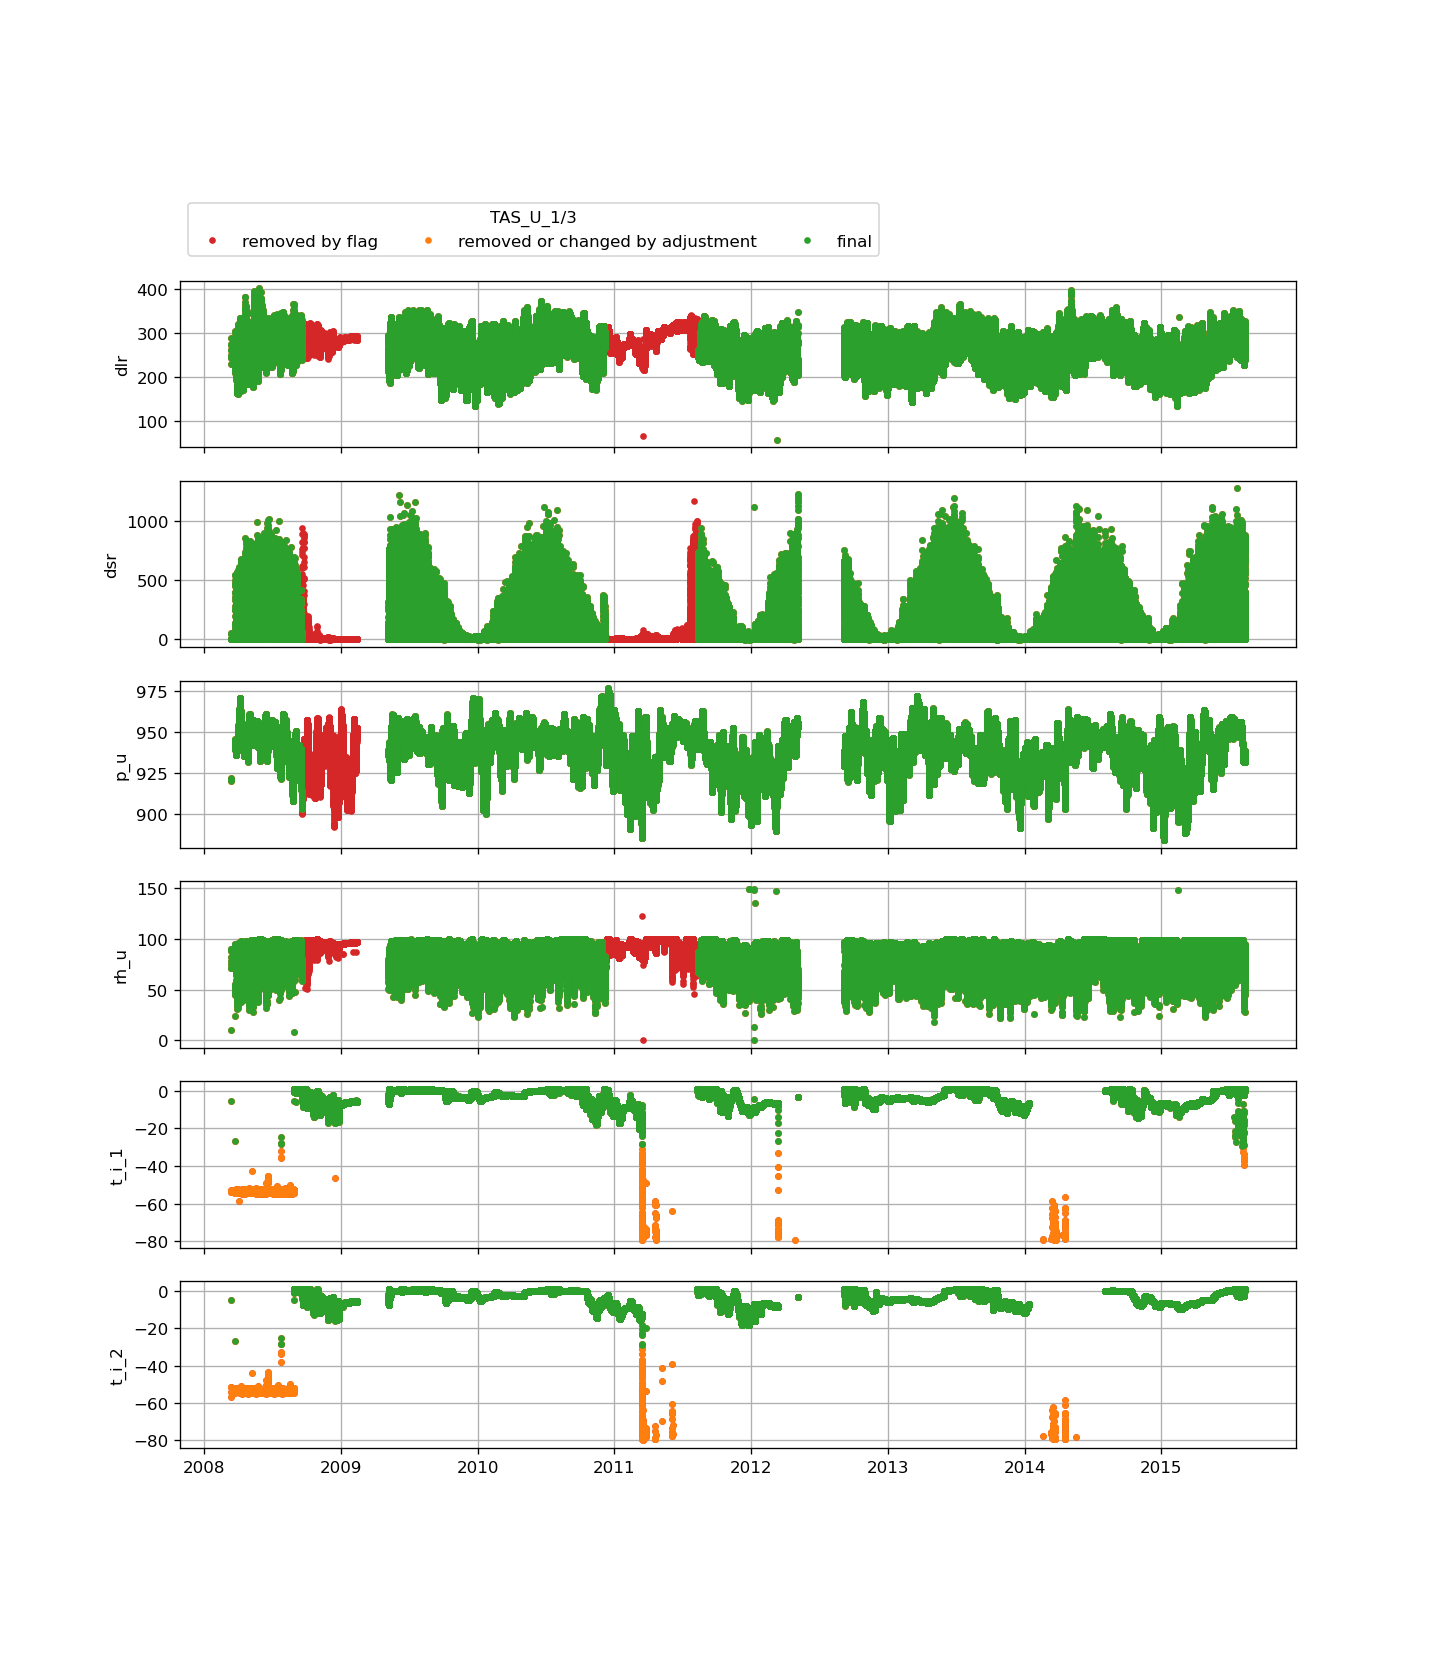 TAS_U_1/3
removed by flag removed or changed by adjustment final
400
300
200
100
dlr
1000
500
0
dsr
975
950
925
900
p_u
150
100
50
0
rh_u
0
−20
−40
−60
−80
t_i_1
0
−20
−40
−60
−80
t_i_2
2008 2009 2010 2011 2012 2013 2014 2015